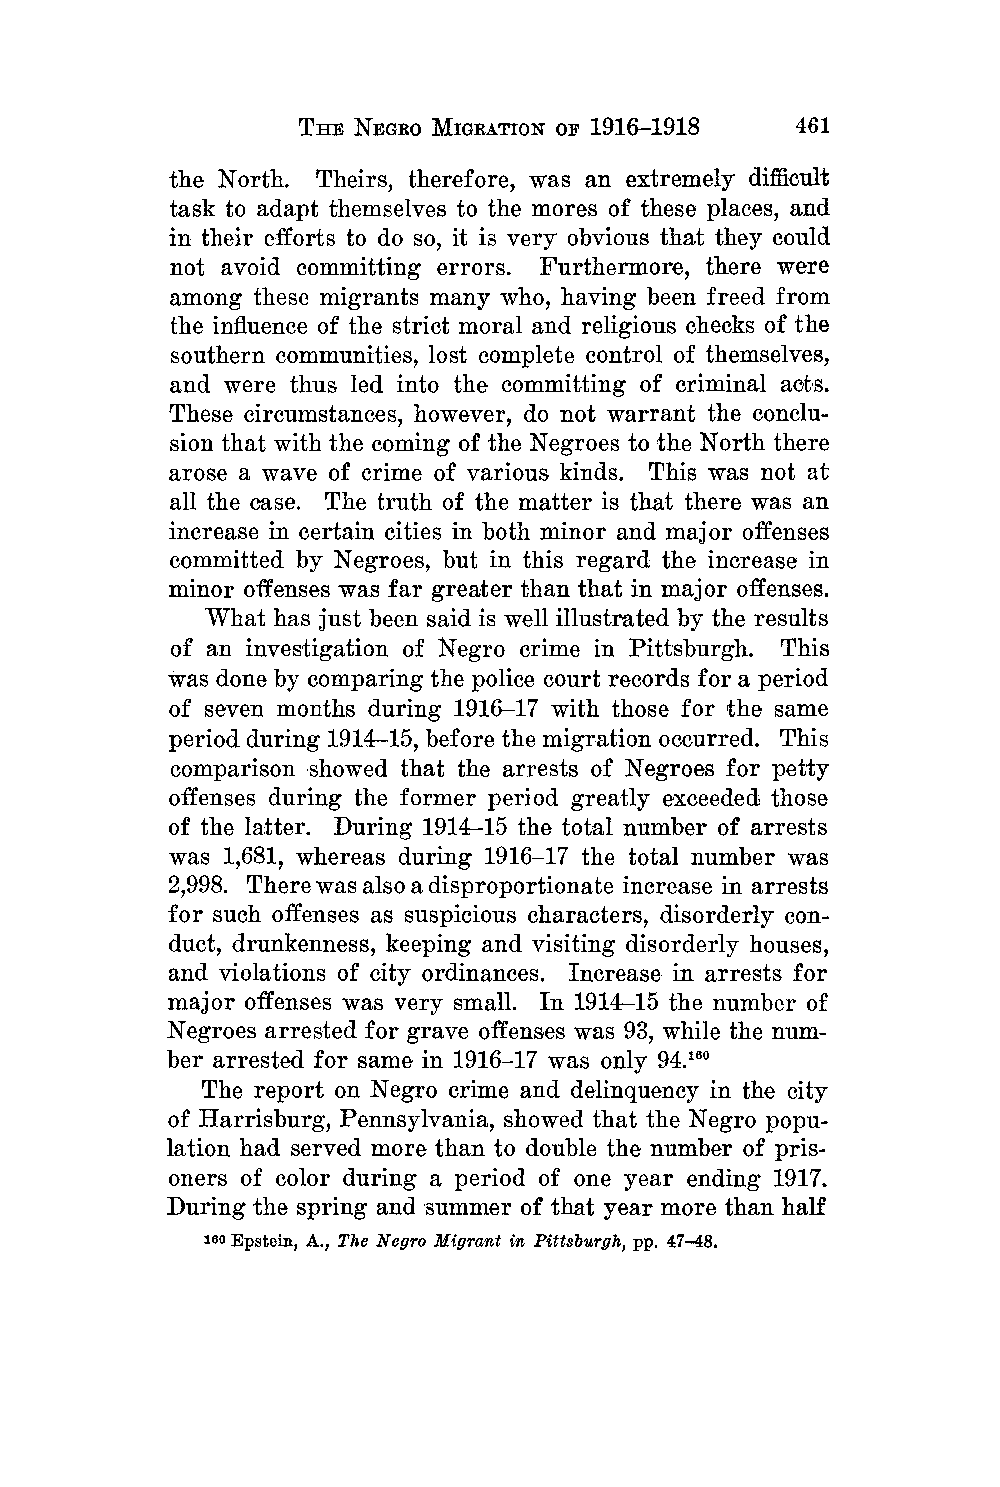 THE NEGRO MIGRATION OF 1916–1918 461
the North. Theirs, therefore, was an extremely difficult
task to adapt themselves to the mores of these places, and
in their efforts to do so, it is very obvious that they could
not avoid committing errors. Furthermore, there were
among these migrants many who, having been freed from
the influence of the strict moral and religious checks of the
southern communities, lost complete control of themselves,
and were thus led into the committing of criminal acts.
These circumstances, however, do not warrant the conclu-
sion that with the coming of the Negroes to the North there
arose a wave of crime of various kinds. This was not at
all the case. The truth of the matter is that there was an
increase in certain cities in both minor and major offenses
committed by Negroes, but in this regard the increase in
minor offenses was far greater than that in major offenses.
What has just been said is well illustrated by the results
of an investigation of Negro crime in Pittsburgh. This
was done by comparing the police court records for a period
of seven months during 1916–17 with those for the same
period during 1914–15, before the migration occurred. This
comparison showed that the arrests of Negroes for petty
offenses during the former period greatly exceeded those
of the latter. During 1914–15 the total number of arrests
was 1,681, whereas during 1916–17 the total number was
2,998. There was also a disproportionate increase in arrests
for such offenses as suspicious characters, disorderly con-
duct, drunkenness, keeping and visiting disorderly houses,
and violations of city ordinances. Increase in arrests for
major offenses was very small. In 1914–15 the number of
Negroes arrested for grave offenses was 93, while the num-
ber arrested for same in 1916–17 was only 94.¹⁶⁰
The report on Negro crime and delinquency in the city
of Harrisburg, Pennsylvania, showed that the Negro popu-
lation had served more than to double the number of pris-
oners of color during a period of one year ending 1917.
During the spring and summer of that year more than half
¹⁶⁰ Epstein, A., The Negro Migrant in Pittsburgh, pp. 47–48.